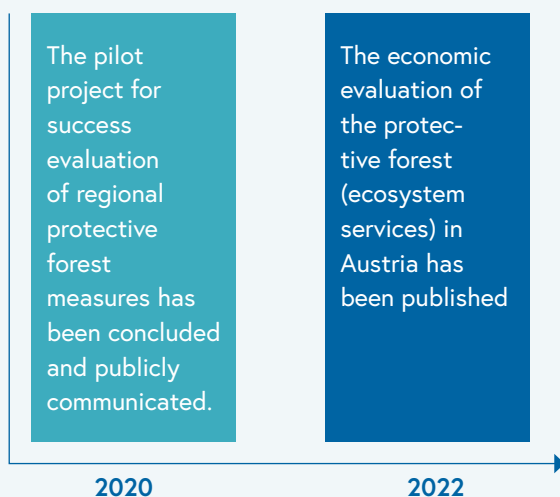 The pilot
project for
success
evaluation
of regional
protective
forest
measures has
been concluded
and publicly
communicated.
The economic
evaluation of
the protec-
tive forest
(ecosystem
services) in
Austria has
been published
2020
2022